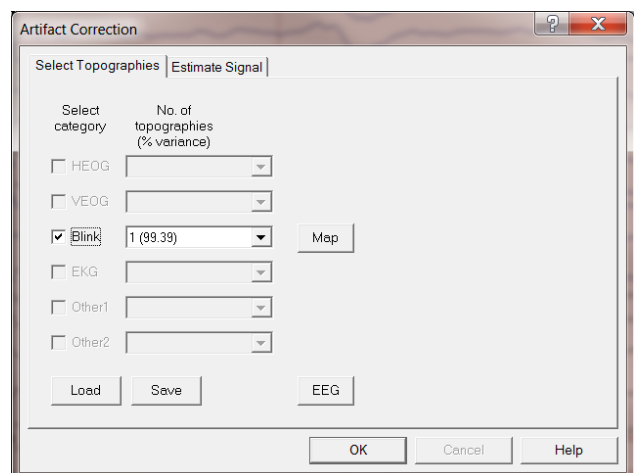 Artifact Correction
Select Topographies Estimate Signal
Select category
No. of topographies (% variance)
HEOG
VEOG
Blink 1 (99.39) Map
EKG
Other1
Other2
Load Save EEG
OK Cancel Help